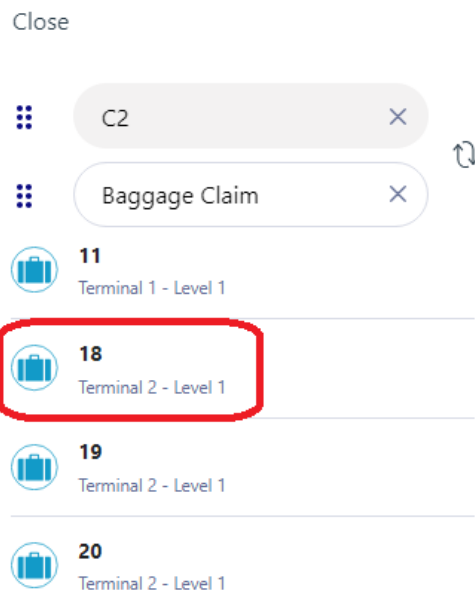 Close
C2
Baggage Claim
11
Terminal 1 - Level 1
18
Terminal 2 - Level 1
19
Terminal 2 - Level 1
20
Terminal 2 - Level 1